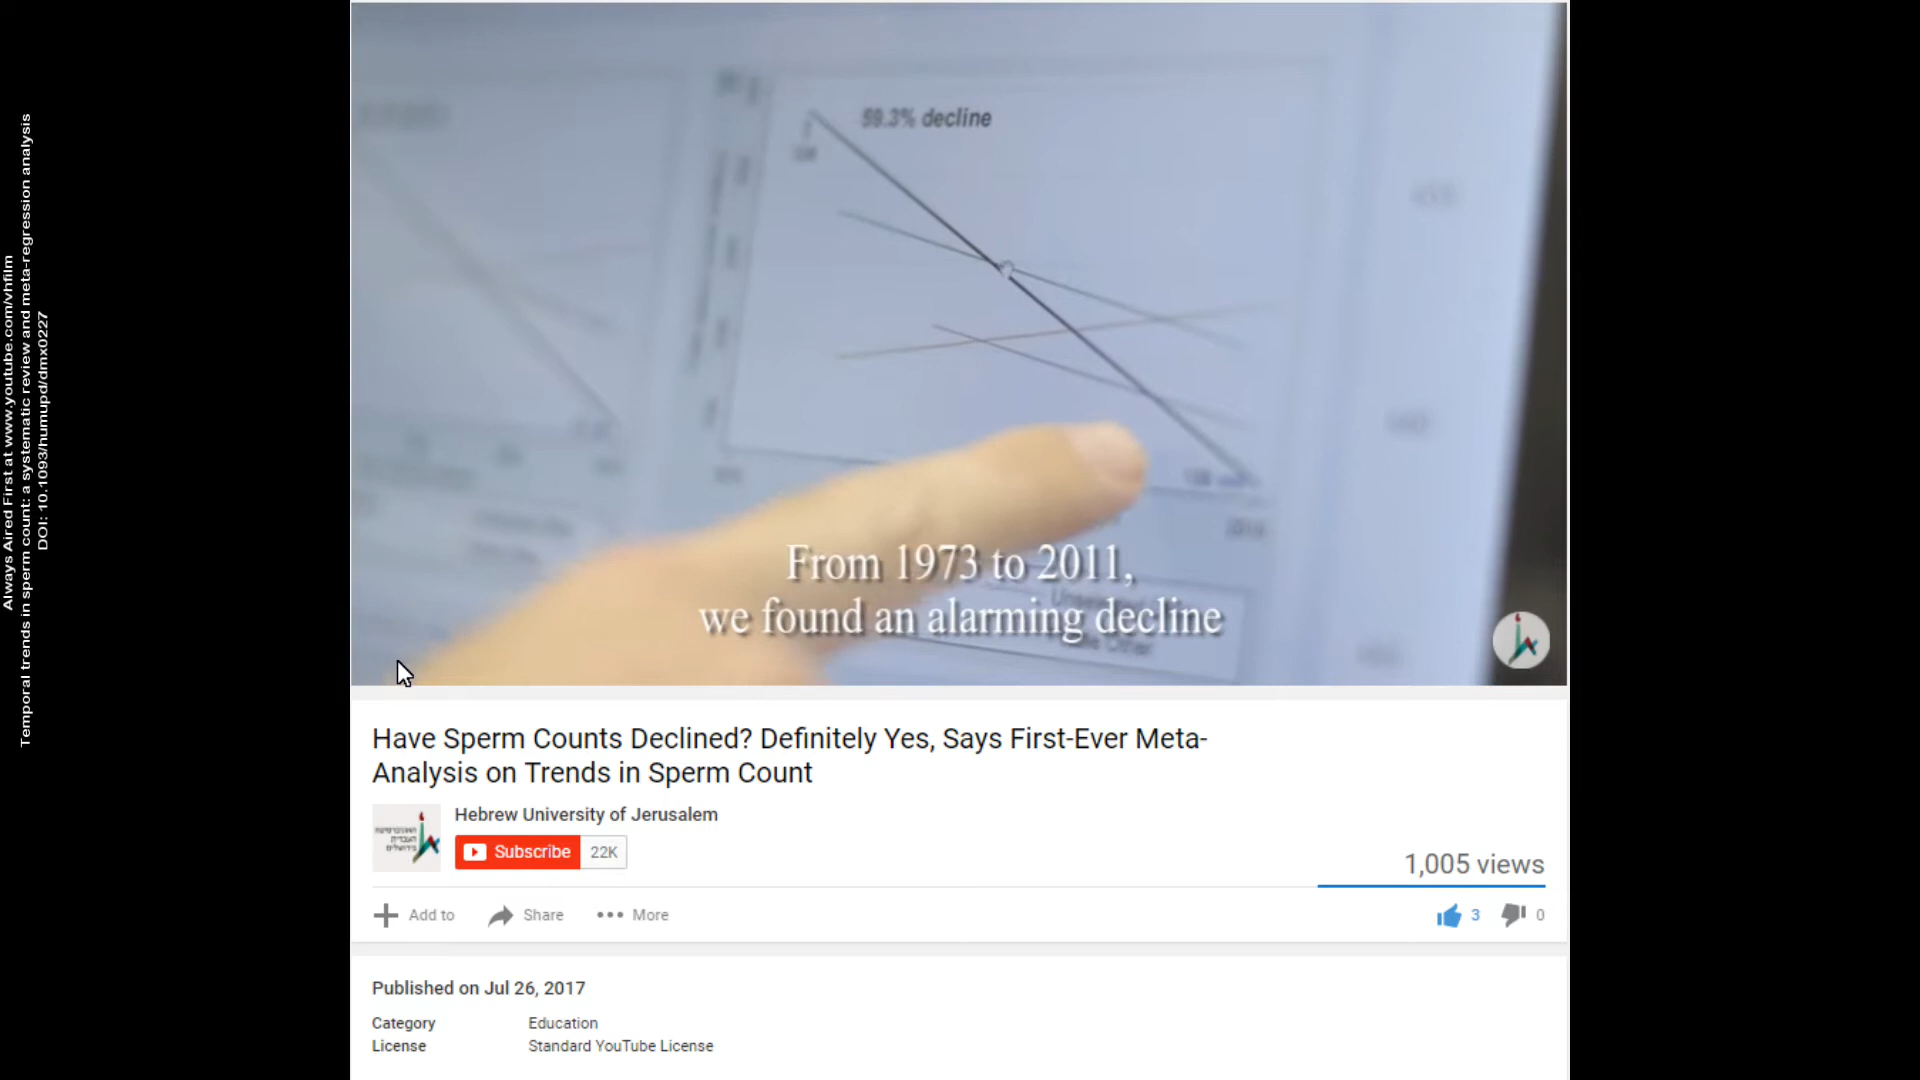 Always Aired First at www.youtube.com/vhfilm
Temporal trends in sperm count: a systematic review and meta-regression analysis
DOI: 10.1093/humupd/dmx0227
59.3% decline
From 1973 to 2011,
we found an alarming decline
Have Sperm Counts Declined? Definitely Yes, Says First-Ever Meta-
Analysis on Trends in Sperm Count
Hebrew University of Jerusalem
Subscribe 22K
1,005 views
Add to Share More 3 0
Published on Jul 26, 2017
Category Education
License Standard YouTube License